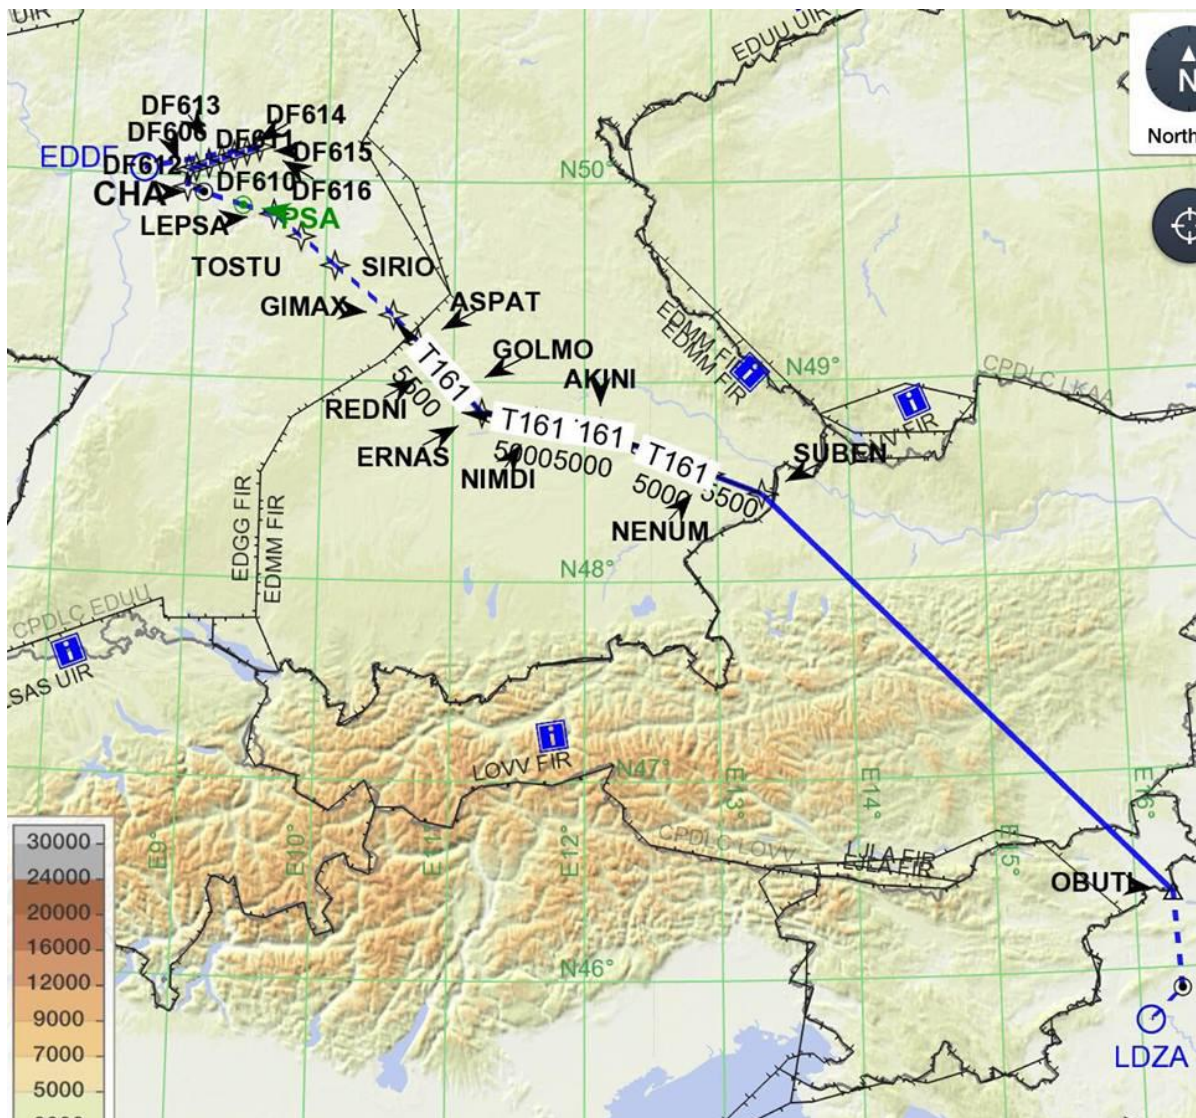 UIR
EDUU UIR
N
North
DF613
DF614
DF606
DF611
EDDF
DF615
DF612
DF610
DF616
CHA
N50°
LEPSA
PSA
TOSTU
SIRIO
GIMAX
ASPAT
EDMM FIR
EDMM FIR
GOLMO
N49°
T161
AKINI
CPDLC LKAA
5500
REDNI
T161
161
T161
SUBEN
ERNAS
5000
5000
NIMDI
5000
5500
NENUM
EDGG FIR
EDMM FIR
N48°
CPDLC EDUU
SAS UIR
LOVV FIR
N47°
E13°
E14°
E16°
30000
E9°
E10°
E11°
E12°
CPDLC LOVV
LJLA FIR
LJLA FIR
E15°
24000
OBUTI
20000
16000
N46°
12000
9000
LDZA
7000
5000